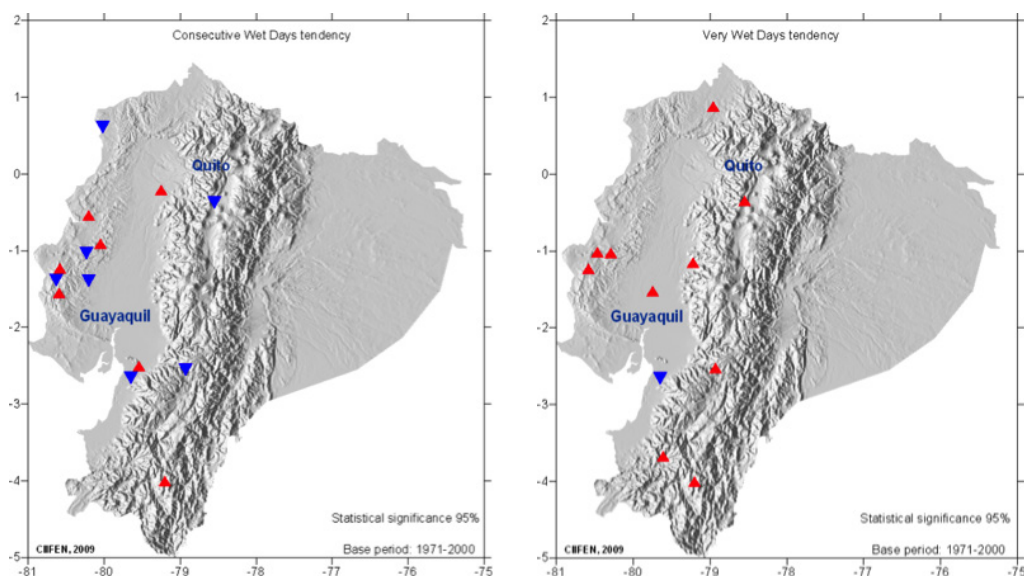 Consecutive Wet Days tendency
2
1
0
-1
-2
-3
-4
-5
Quito
Guayaquil
Statistical significance 95%
CIIFEN, 2009
Base period: 1971-2000
-81 -80 -79 -78 -77 -76 -75
Very Wet Days tendency
2
1
0
-1
-2
-3
-4
-5
Quito
Guayaquil
Statistical significance 95%
CIIFEN, 2009
Base period: 1971-2000
-81 -80 -79 -78 -77 -76 -75